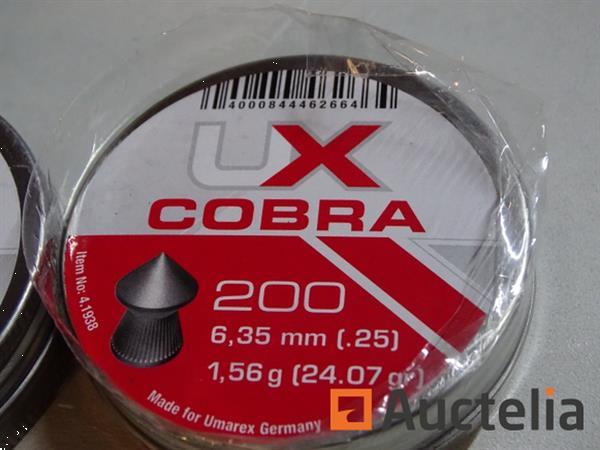 4000844462664
UX
COBRA
200
6,35 mm (.25)
1,56 g (24.07 gr)
Item No: 4.1938
Made for Umarex Germany
Auctelia